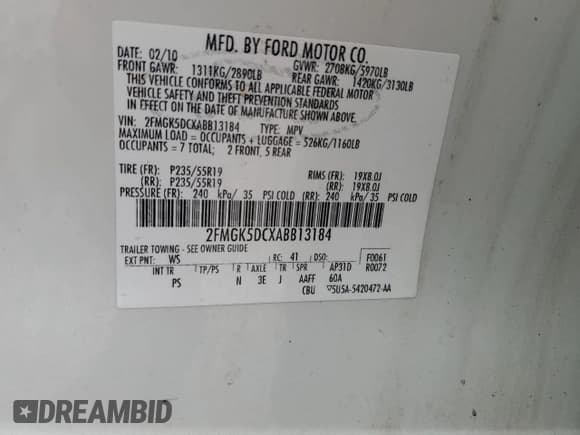 MFD. BY FORD MOTOR CO.
DATE: 02/10 GVWR: 2708KG/5970LB
FRONT GAWR: 1311KG/2890LB REAR GAWR: 1420KG/3130LB
THIS VEHICLE CONFORMS TO ALL APPLICABLE FEDERAL MOTOR
VEHICLE SAFETY AND THEFT PREVENTION STANDARDS
IN EFFECT ON THE DATE OF MANUFACTURE SHOWN ABOVE.
VIN: 2FMGK5DCXABB13184 TYPE: MPV
MAXIMUM LOAD = OCCUPANTS + LUGGAGE = 526KG/1160LB
OCCUPANTS = 7 TOTAL; 2 FRONT, 5 REAR
TIRE (FR): P235/55R19 RIMS (FR): 19X8.0J
(RR): P235/55R19 (RR): 19X8.0J
PRESSURE (FR): 240 kPa/ 35 PSI COLD (RR): 240 kPa/ 35 PSI COLD
2FMGK5DCXABB13184
TRAILER TOWING - SEE OWNER GUIDE
EXT PNT: WS RC: 41 DSO: F0061
INT TR TP/PS R AXLE TR SPR AP31D R0072
PS N 3E J AAFF 60A
CBU 5U5A-5420472-AA
DREAMBID